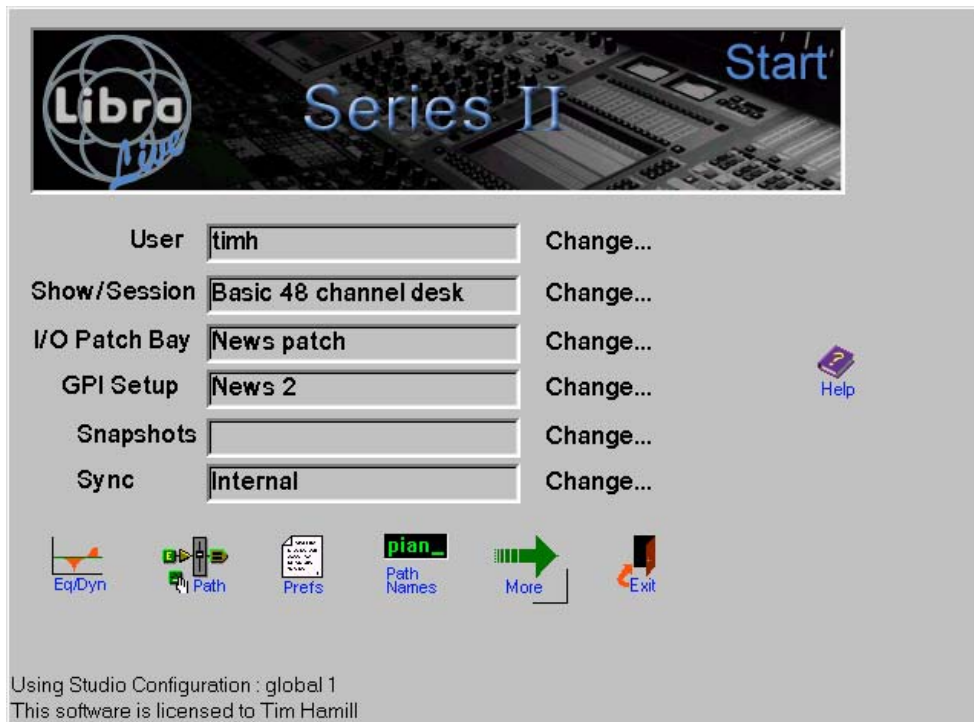 Libra
Live
Series II
Start
User timh Change...
Show/Session Basic 48 channel desk Change...
I/O Patch Bay News patch Change...
GPI Setup News 2 Change...
Snapshots Change...
Sync Internal Change...
? Help
Eq/Dyn
Path
Prefs
pian_
Path
Names
More
Exit
Using Studio Configuration : global 1
This software is licensed to Tim Hamill